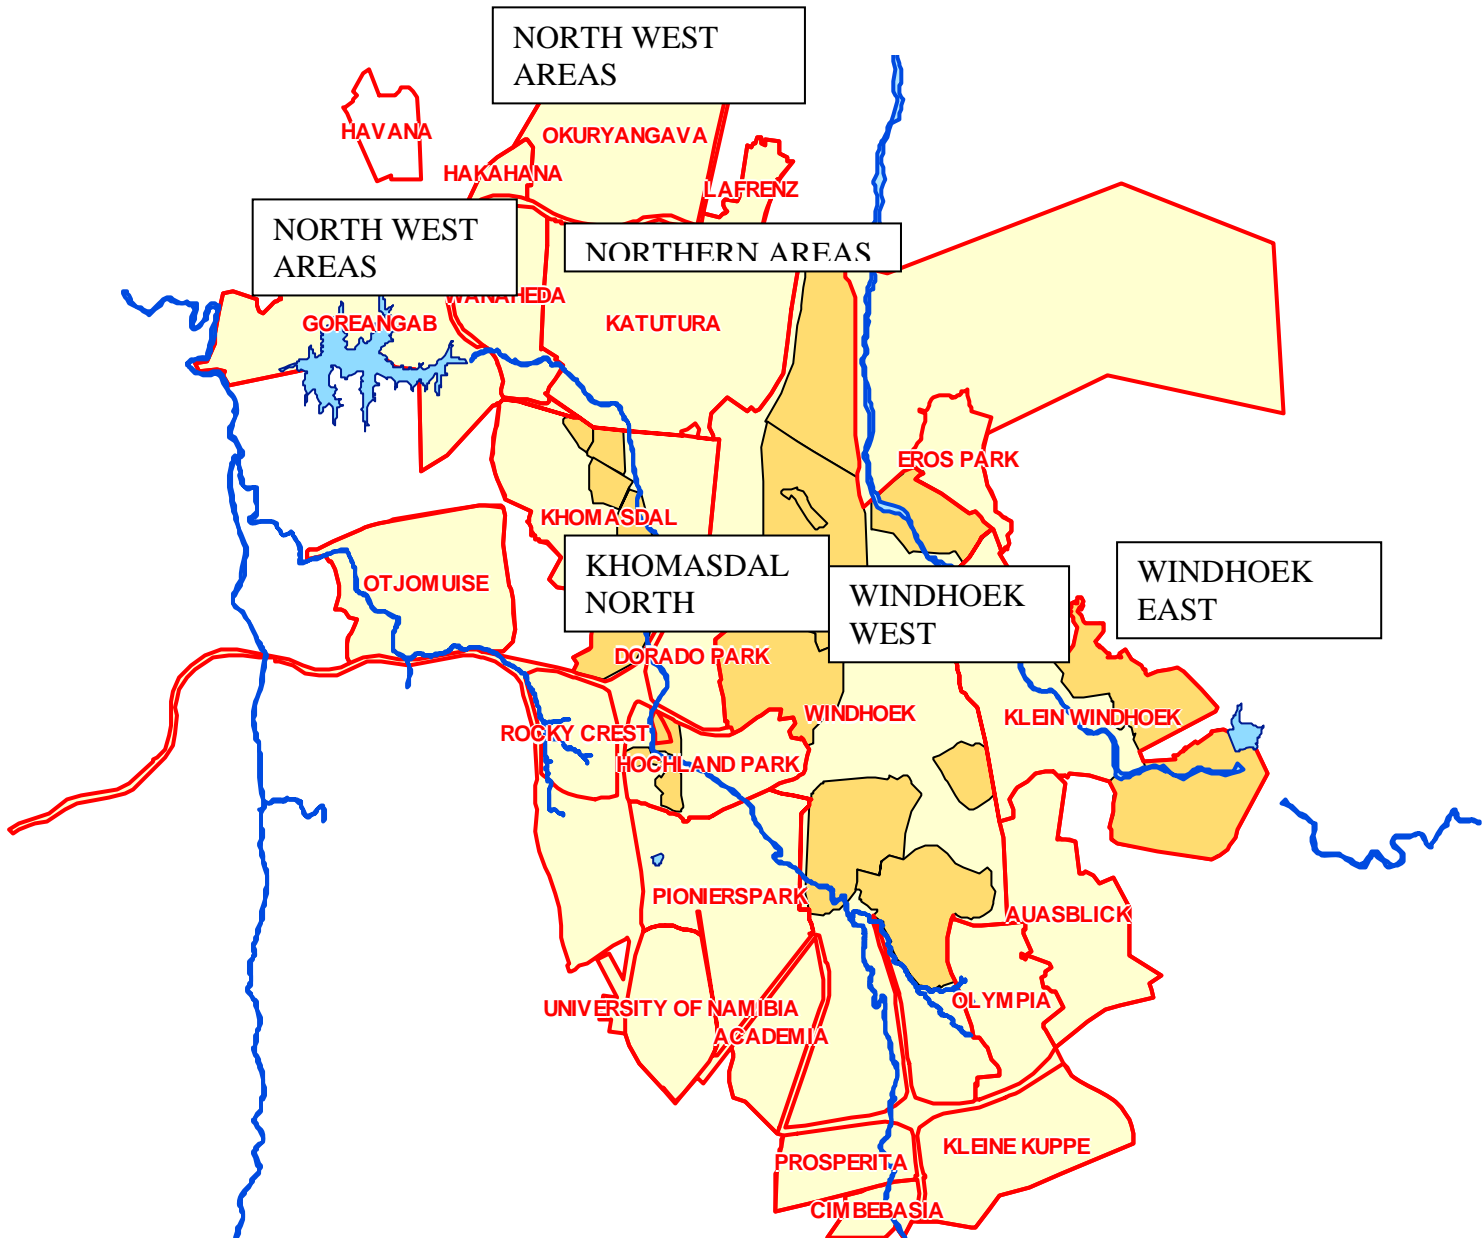 NORTH WEST
AREAS
HAVANA
OKURYANGAVA
HAKAHANA
LAFRENZ
NORTH WEST
AREAS
NORTHERN AREAS
WANAHEDA
GOREANGAB
KATUTURA
EROS PARK
KHOMASDAL
OTJOMUISE
KHOMASDAL
NORTH
WINDHOEK
WEST
WINDHOEK
EAST
DORADO PARK
WINDHOEK
KLEIN WINDHOEK
ROCKY CREST
HOCHLAND PARK
PIONIERSPARK
AUASBLICK
UNIVERSITY OF NAMIBIA
OLYMPIA
ACADEMIA
KLEINE KUPPE
PROSPERITA
CIMBEBASIA